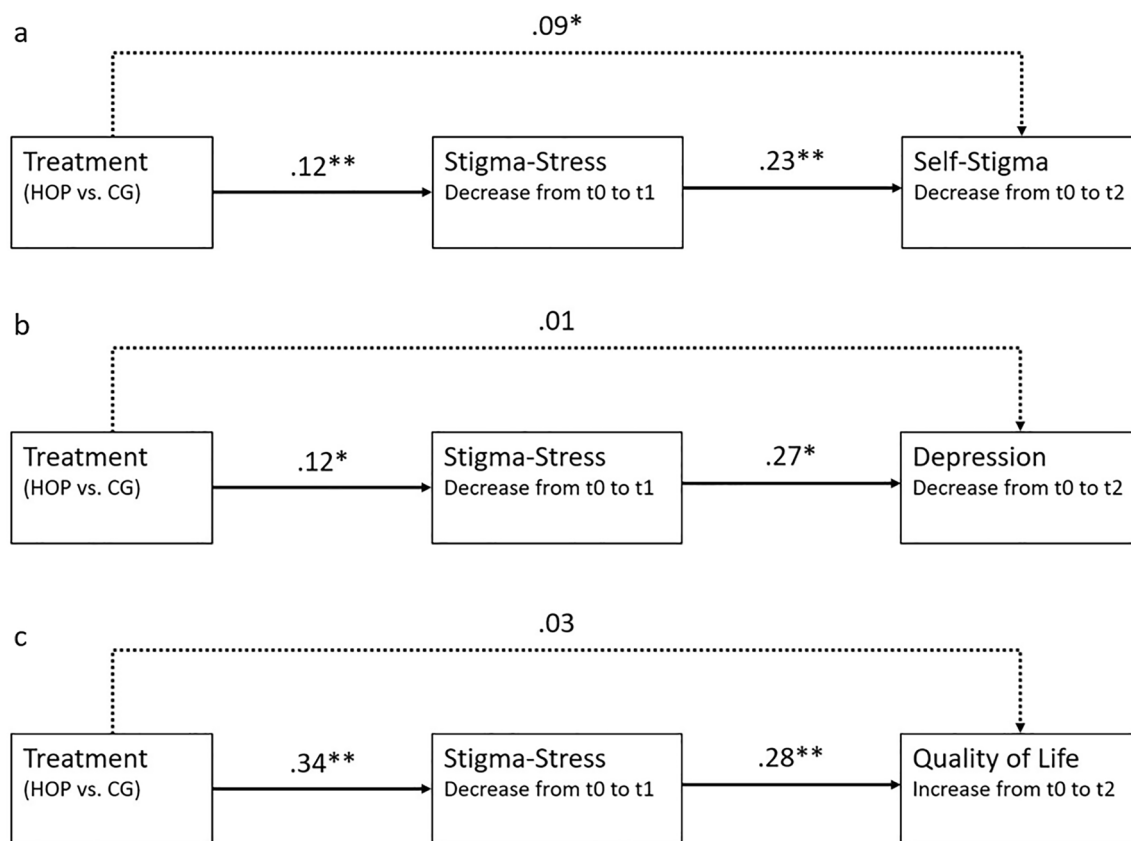 a
.09*
Treatment
(HOP vs. CG)
.12**
Stigma-Stress
Decrease from t0 to t1
.23**
Self-Stigma
Decrease from t0 to t2
b
.01
Treatment
(HOP vs. CG)
.12*
Stigma-Stress
Decrease from t0 to t1
.27*
Depression
Decrease from t0 to t2
c
.03
Treatment
(HOP vs. CG)
.34**
Stigma-Stress
Decrease from t0 to t1
.28**
Quality of Life
Increase from t0 to t2